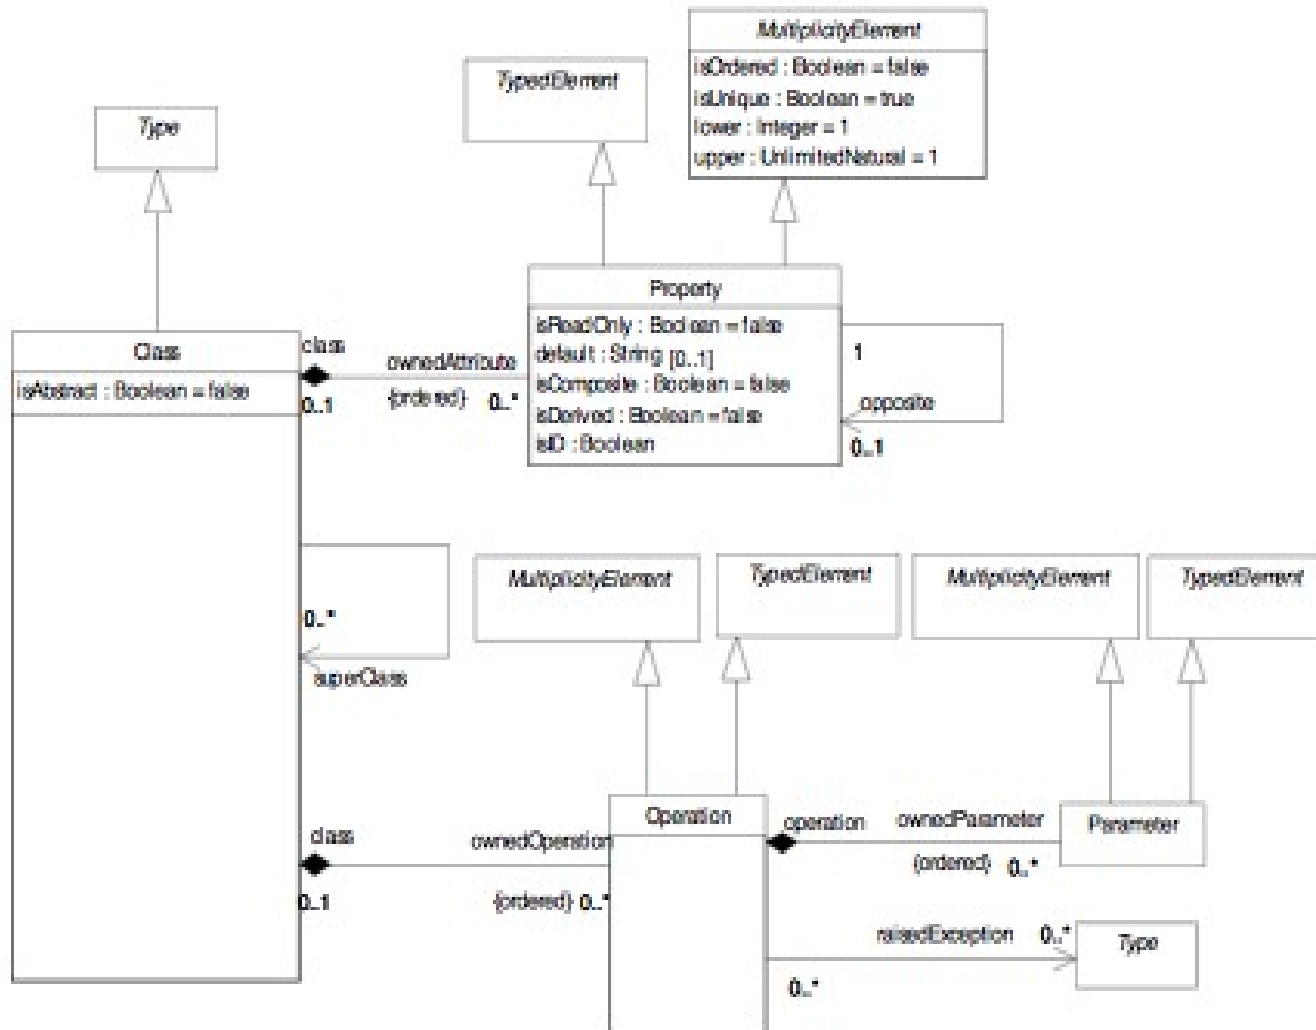 MultiplicityElement
isOrdered : Boolean = false
isUnique : Boolean = true
lower : Integer = 1
upper : UnlimitedNatural = 1
TypedElement
Type
Property
isReadOnly : Boolean = false
default : String [0..1]
isComposite : Boolean = false
isDerived : Boolean = false
isID : Boolean
1
opposite
0..1
Class
isAbstract : Boolean = false
class
0..1
ownedAttribute
{ordered} 0..*
0..*
superClass
MultiplicityElement
TypedElement
MultiplicityElement
TypedElement
class
0..1
ownedOperation
{ordered} 0..*
Operation
operation
ownedParameter
{ordered} 0..*
Parameter
raisedException 0..*
0..*
Type